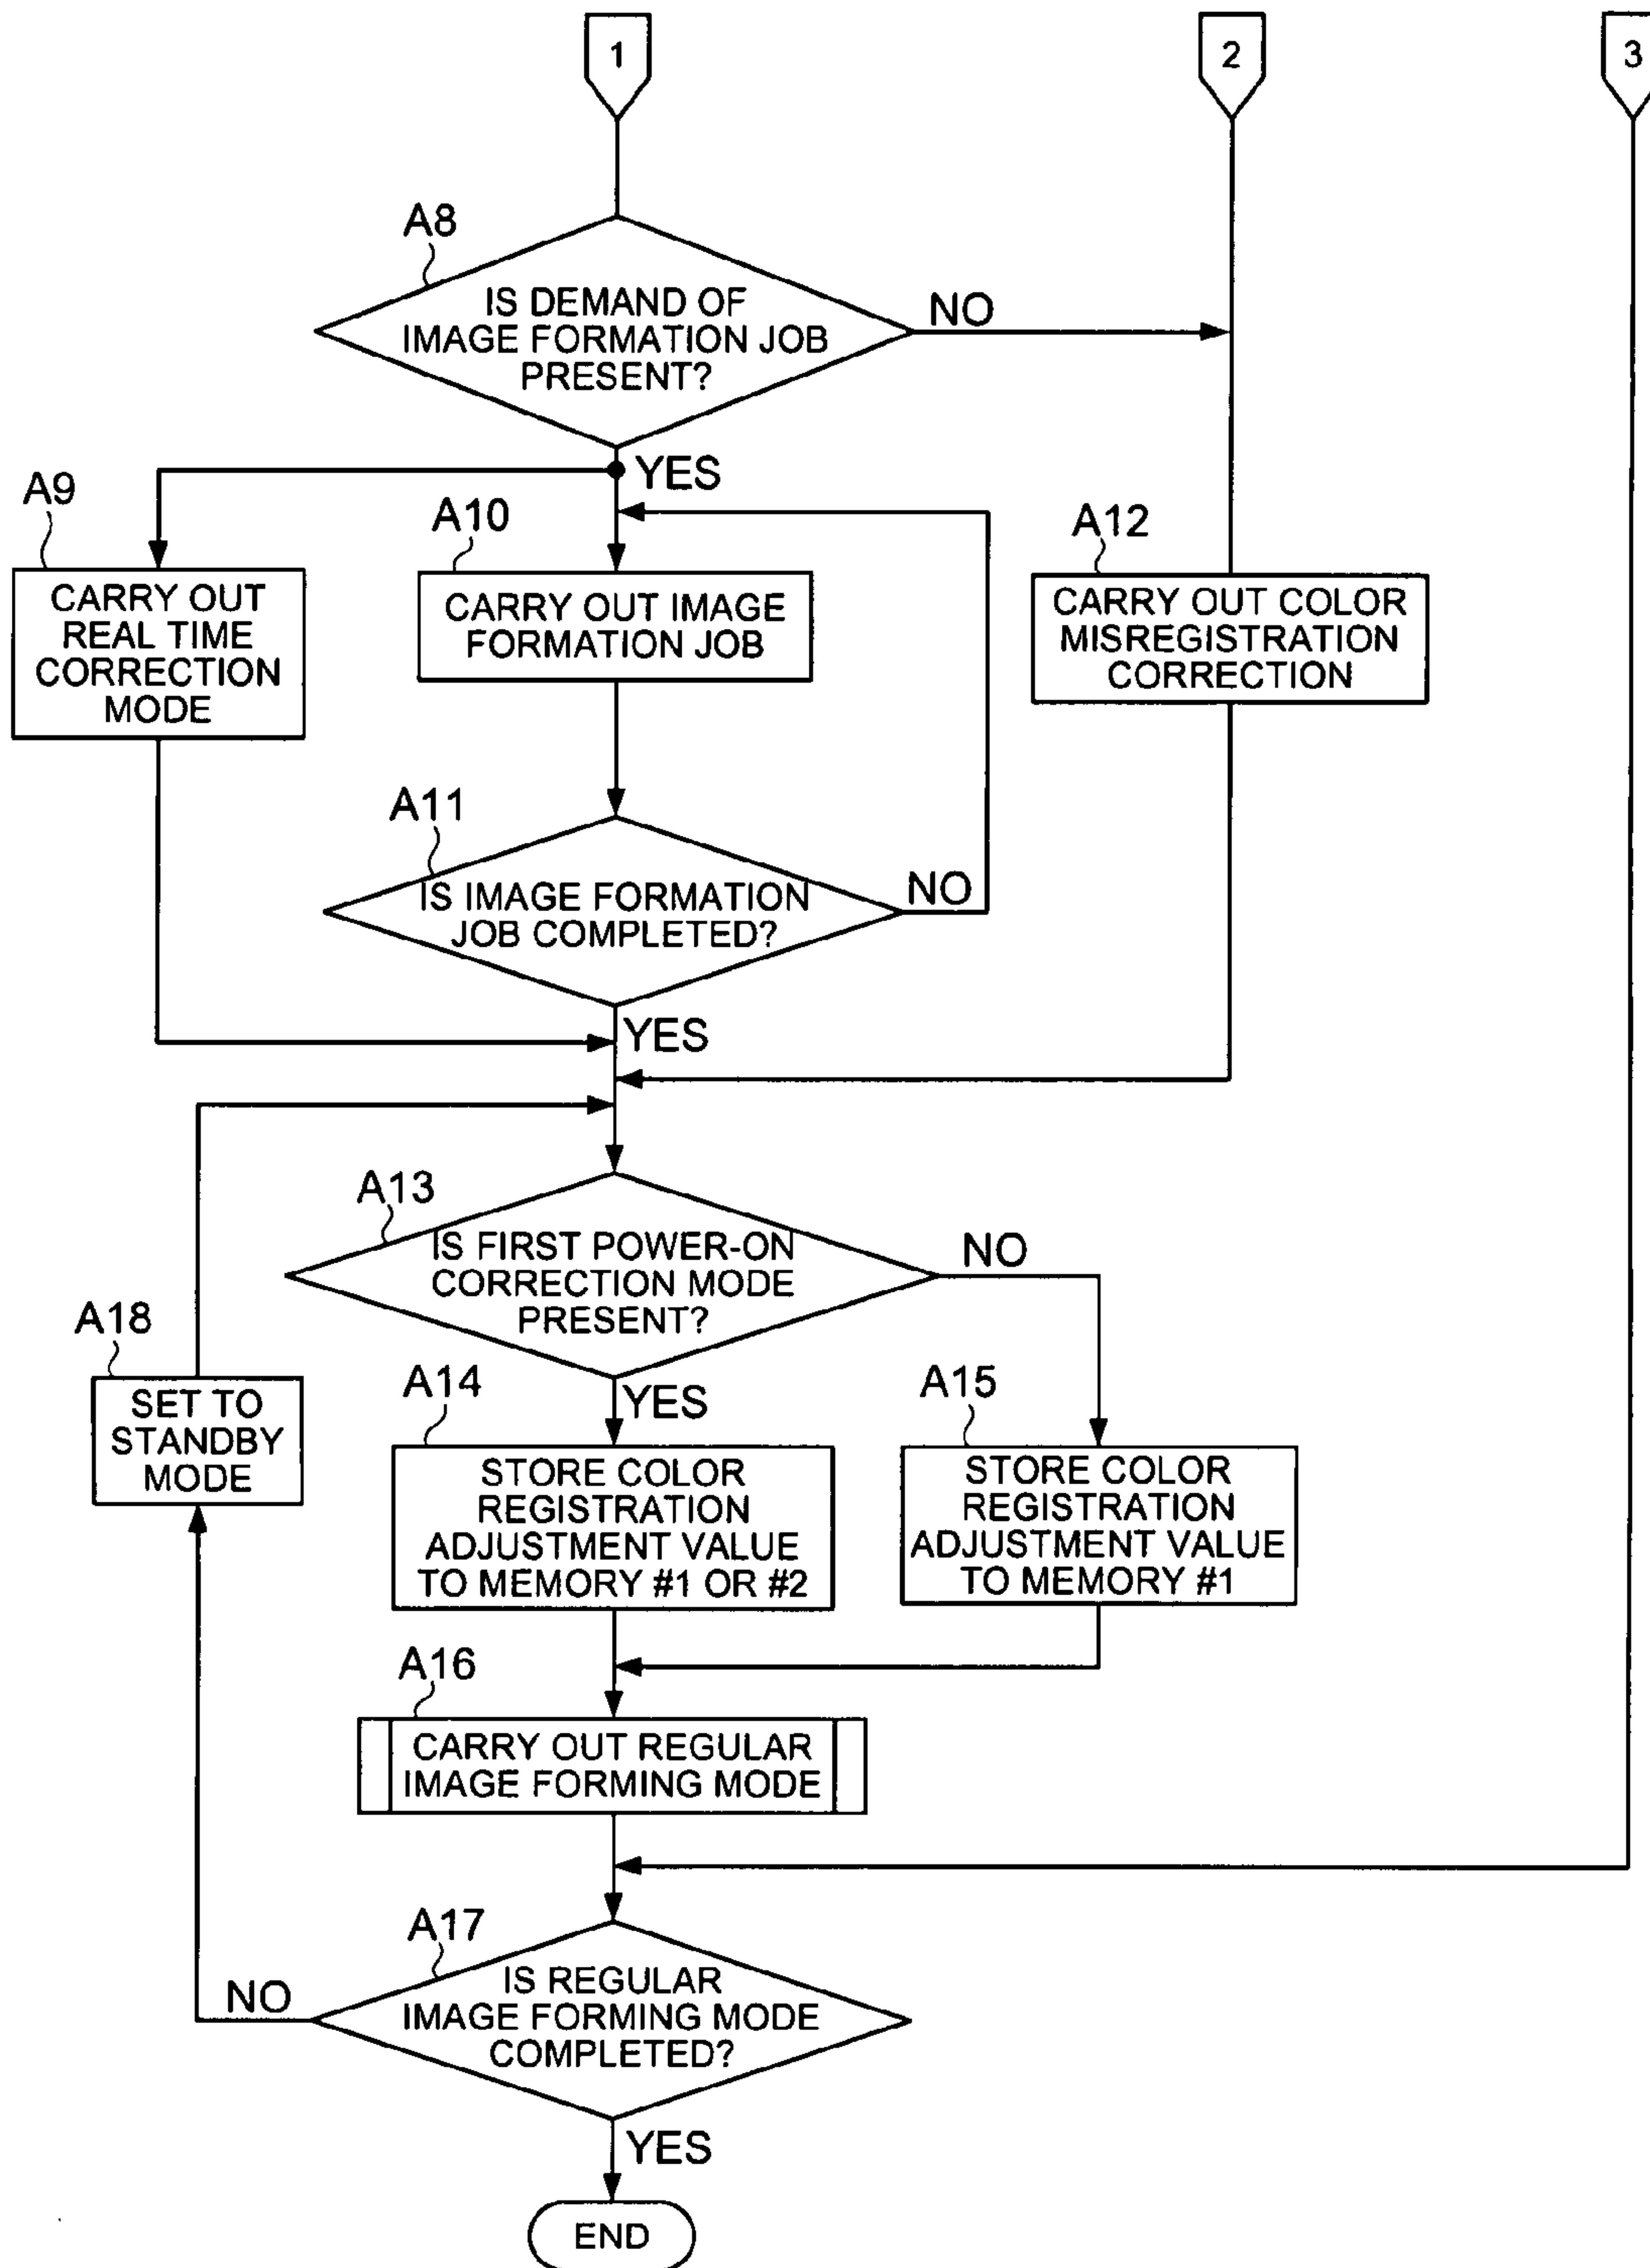 1
2
3
A8
IS DEMAND OF
IMAGE FORMATION JOB
PRESENT?
NO
YES
A9
CARRY OUT
REAL TIME
CORRECTION
MODE
A10
CARRY OUT IMAGE
FORMATION JOB
A12
CARRY OUT COLOR
MISREGISTRATION
CORRECTION
A11
IS IMAGE FORMATION
JOB COMPLETED?
NO
YES
A13
IS FIRST POWER-ON
CORRECTION MODE
PRESENT?
NO
YES
A18
SET TO
STANDBY
MODE
A14
STORE COLOR
REGISTRATION
ADJUSTMENT VALUE
TO MEMORY #1 OR #2
A15
STORE COLOR
REGISTRATION
ADJUSTMENT VALUE
TO MEMORY #1
A16
CARRY OUT REGULAR
IMAGE FORMING MODE
A17
IS REGULAR
IMAGE FORMING MODE
COMPLETED?
NO
YES
END